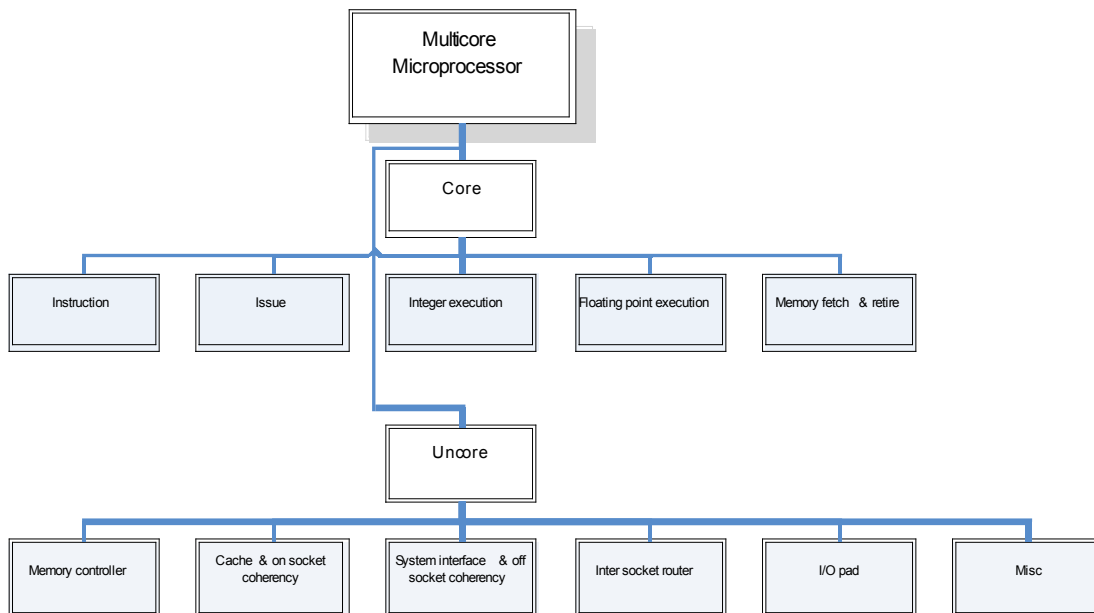 Multicore
Microprocessor
Core
Instruction
Issue
Integer execution
Floating point execution
Memory fetch & retire
Uncore
Memory controller
Cache & on socket
coherency
System interface & off
socket coherency
Inter socket router
I/O pad
Misc